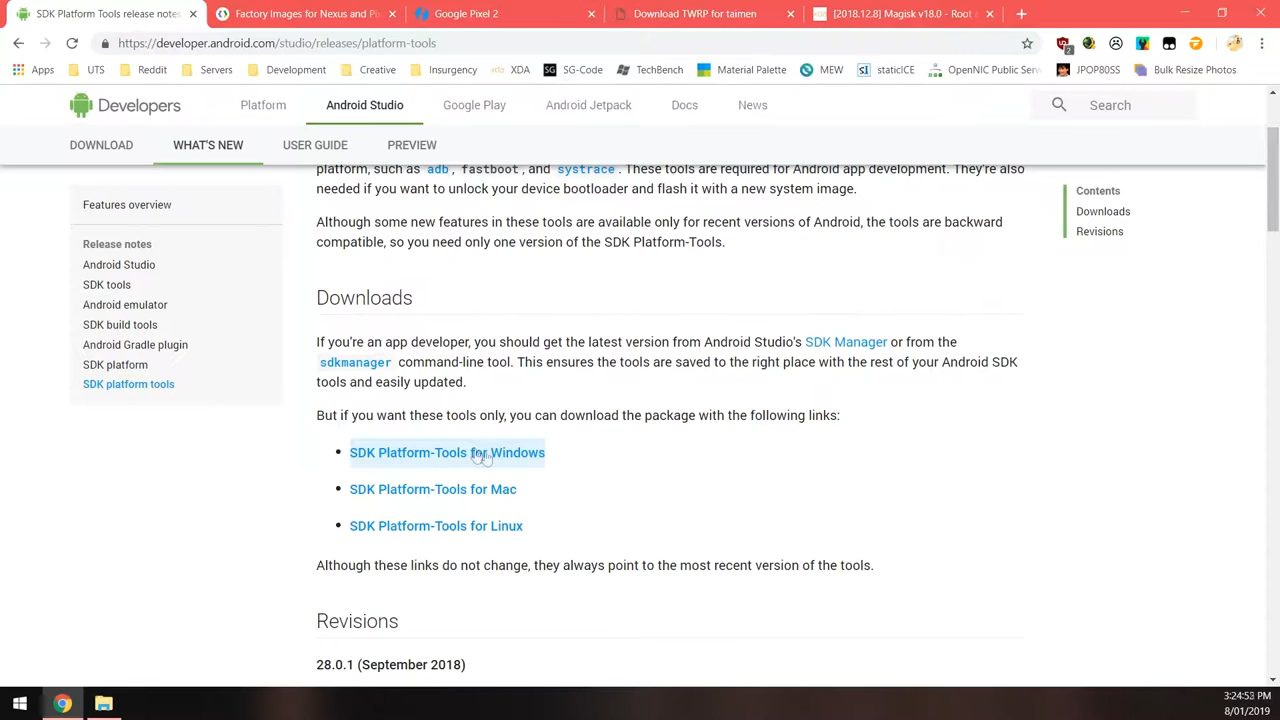 SDK Platform Tools release notes
Factory Images for Nexus and Pi
Google Pixel 2
Download TWRP for taimen
[2018.12.8] Magisk v18.0 - Root
https://developer.android.com/studio/releases/platform-tools
2
Apps
UTS
Reddit
Servers
Development
Creative
Insurgency
XDA
SG-Code
TechBench
Material Palette
MEW
staticICE
OpenNIC Public Serv
JPOP80SS
Bulk Resize Photos
Developers
Platform
Android Studio
Google Play
Android Jetpack
Docs
News
Search
DOWNLOAD
WHAT'S NEW
USER GUIDE
PREVIEW
Features overview
Release notes
Android Studio
SDK tools
Android emulator
SDK build tools
Android Gradle plugin
SDK platform
SDK platform tools
platform, such as adb, fastboot, and systrace. These tools are required for Android app development. They're also
needed if you want to unlock your device bootloader and flash it with a new system image.
Although some new features in these tools are available only for recent versions of Android, the tools are backward
compatible, so you need only one version of the SDK Platform-Tools.
Downloads
If you're an app developer, you should get the latest version from Android Studio's SDK Manager or from the
sdkmanager command-line tool. This ensures the tools are saved to the right place with the rest of your Android SDK
tools and easily updated.
But if you want these tools only, you can download the package with the following links:
• SDK Platform-Tools for Windows
• SDK Platform-Tools for Mac
• SDK Platform-Tools for Linux
Although these links do not change, they always point to the most recent version of the tools.
Revisions
28.0.1 (September 2018)
Contents
Downloads
Revisions
3:24:53 PM
8/01/2019